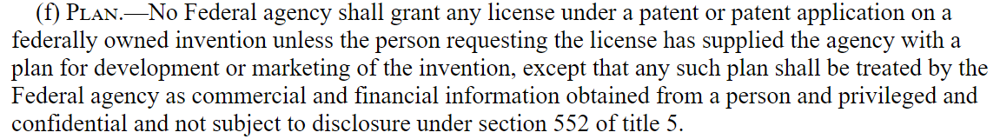 (f) PLAN.—No Federal agency shall grant any license under a patent or patent application on a
federally owned invention unless the person requesting the license has supplied the agency with a
plan for development or marketing of the invention, except that any such plan shall be treated by the
Federal agency as commercial and financial information obtained from a person and privileged and
confidential and not subject to disclosure under section 552 of title 5.